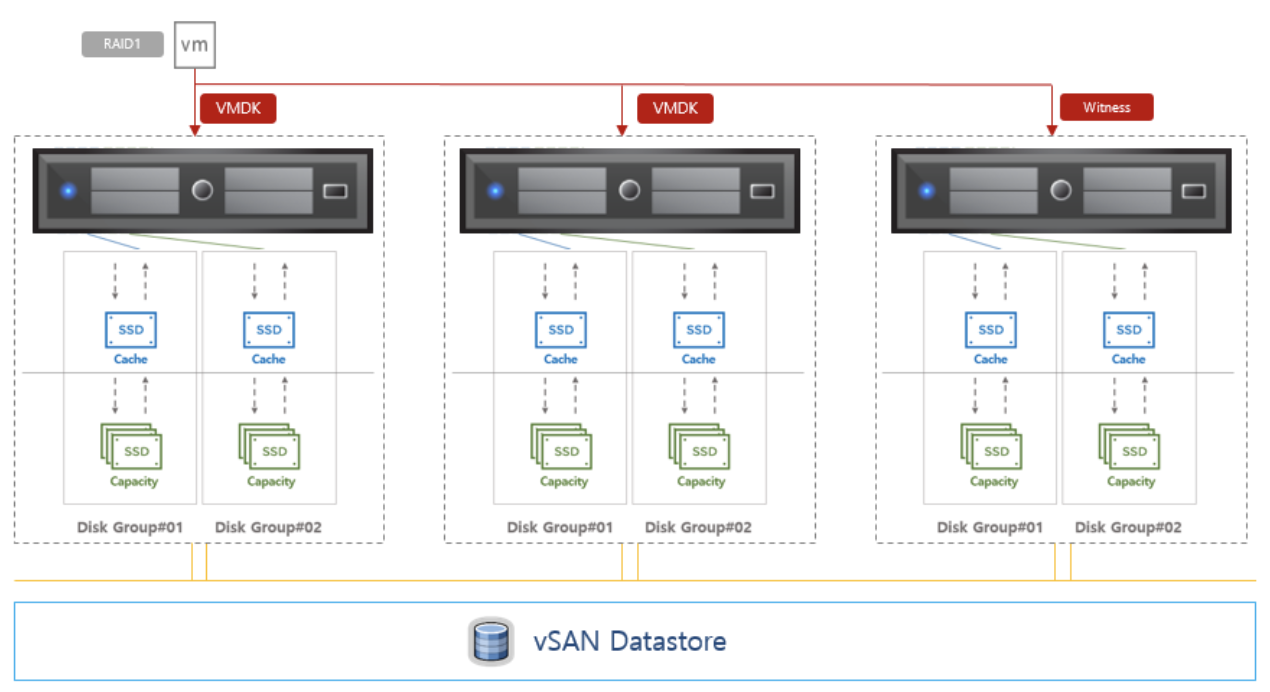 RAID1
vm
VMDK
VMDK
Witness
SSD
Cache
SSD
Cache
SSD
Capacity
SSD
Capacity
Disk Group#01
Disk Group#02
SSD
Cache
SSD
Cache
SSD
Capacity
SSD
Capacity
Disk Group#01
Disk Group#02
SSD
Cache
SSD
Cache
SSD
Capacity
SSD
Capacity
Disk Group#01
Disk Group#02
vSAN Datastore